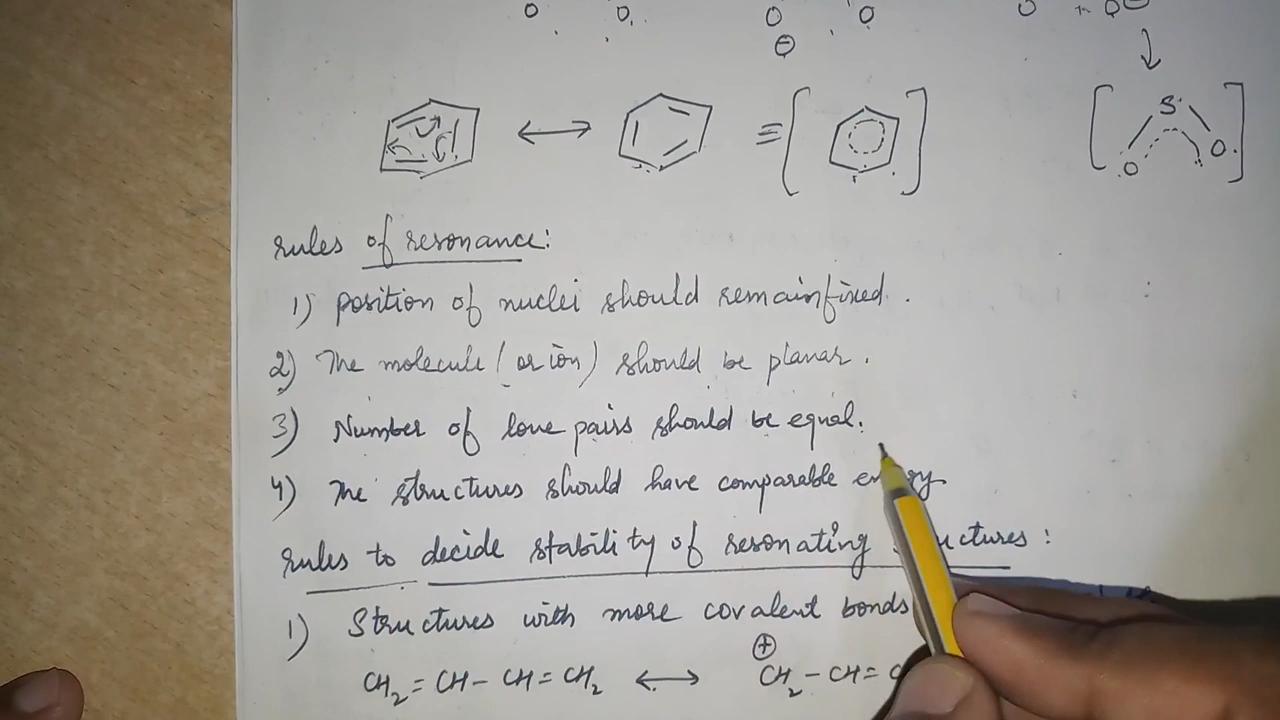 O O O O O + O ⊖
⊖
⟷ ≡ [ ] [ S O O ]
rules of resonance:
1) position of nuclei should remain fixed.
2) The molecule (or ion) should be planar.
3) Number of lone pairs should be equal.
4) The structures should have comparable energy
rules to decide stability of resonating structures:
1) Structures with more covalent bonds
⊕
CH₂ = CH - CH = CH₂ ⟷ CH₂ - CH =